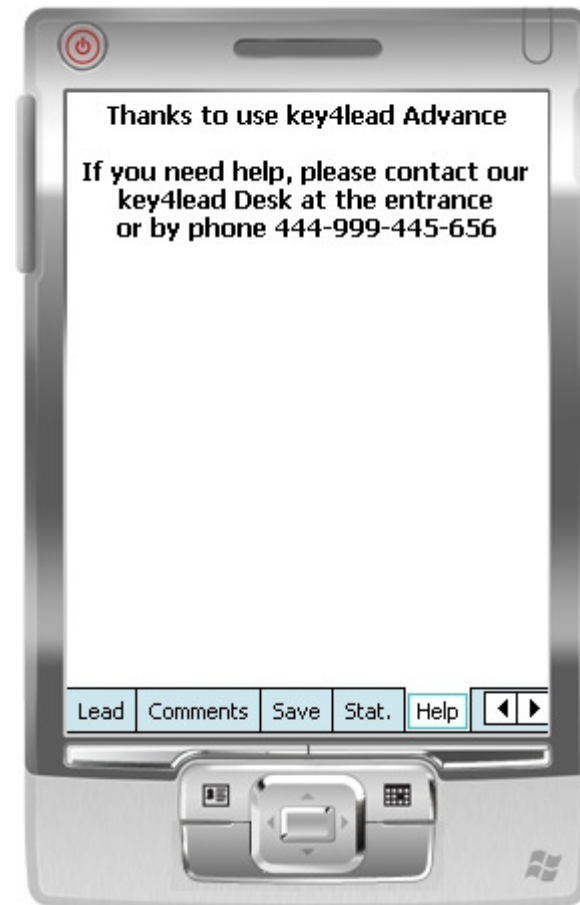 Thanks to use key4lead Advance
If you need help, please contact our
key4lead Desk at the entrance
or by phone 444-999-445-656
Lead Comments Save Stat. Help